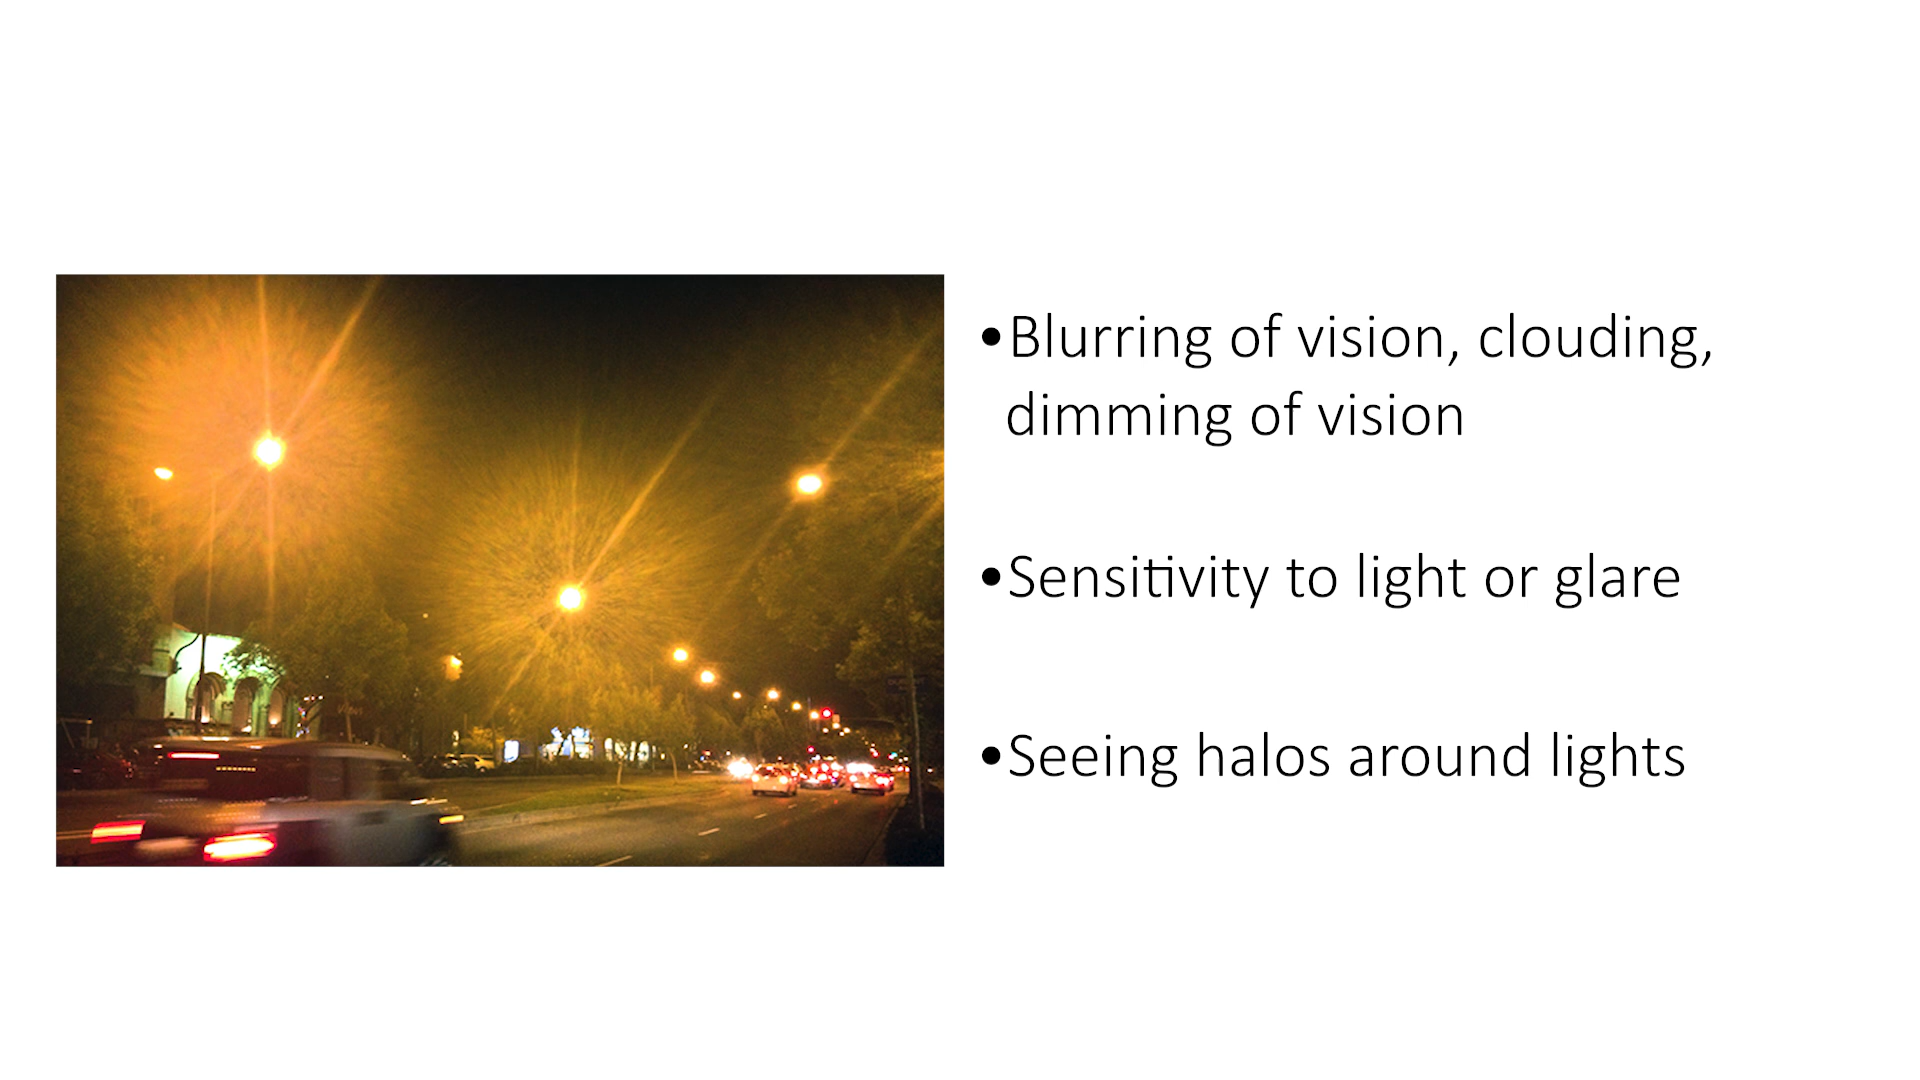 •Blurring of vision, clouding,
dimming of vision
•Sensitivity to light or glare
•Seeing halos around lights